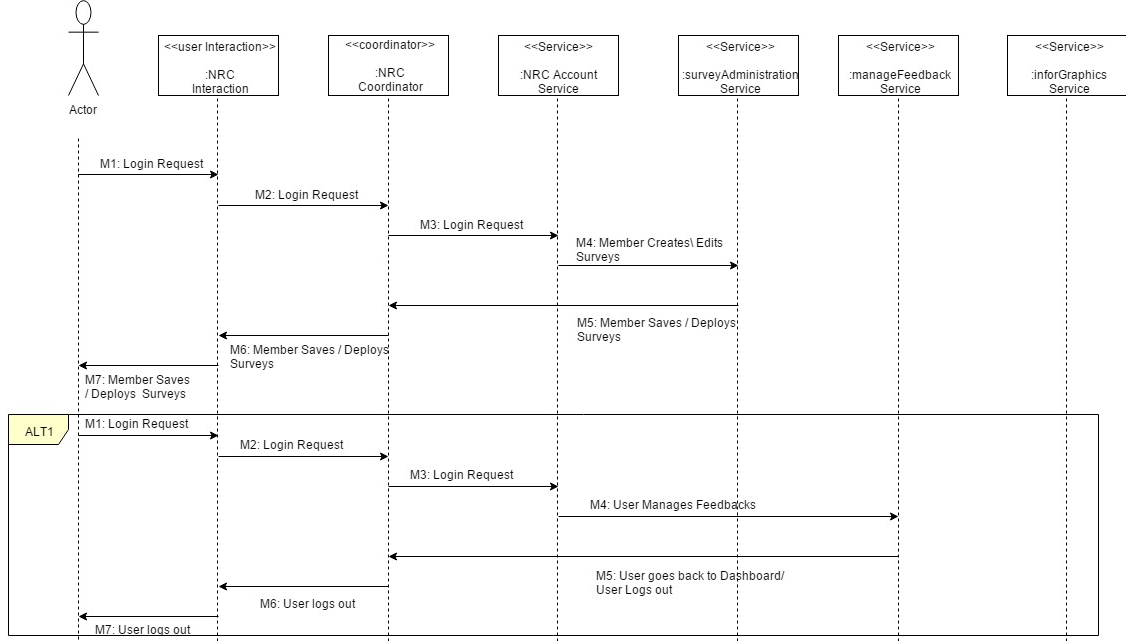 Actor
<<user Interaction>>
:NRC
Interaction
<<coordinator>>
:NRC
Coordinator
<<Service>>
:NRC Account
Service
<<Service>>
:surveyAdministration
Service
<<Service>>
:manageFeedback
Service
<<Service>>
:inforGraphics
Service
M1: Login Request
M2: Login Request
M3: Login Request
M4: Member Creates\ Edits
Surveys
M5: Member Saves / Deploys
Surveys
M6: Member Saves / Deploys
Surveys
M7: Member Saves
/ Deploys Surveys
ALT1
M1: Login Request
M2: Login Request
M3: Login Request
M4: User Manages Feedbacks
M5: User goes back to Dashboard/
User Logs out
M6: User logs out
M7: User logs out